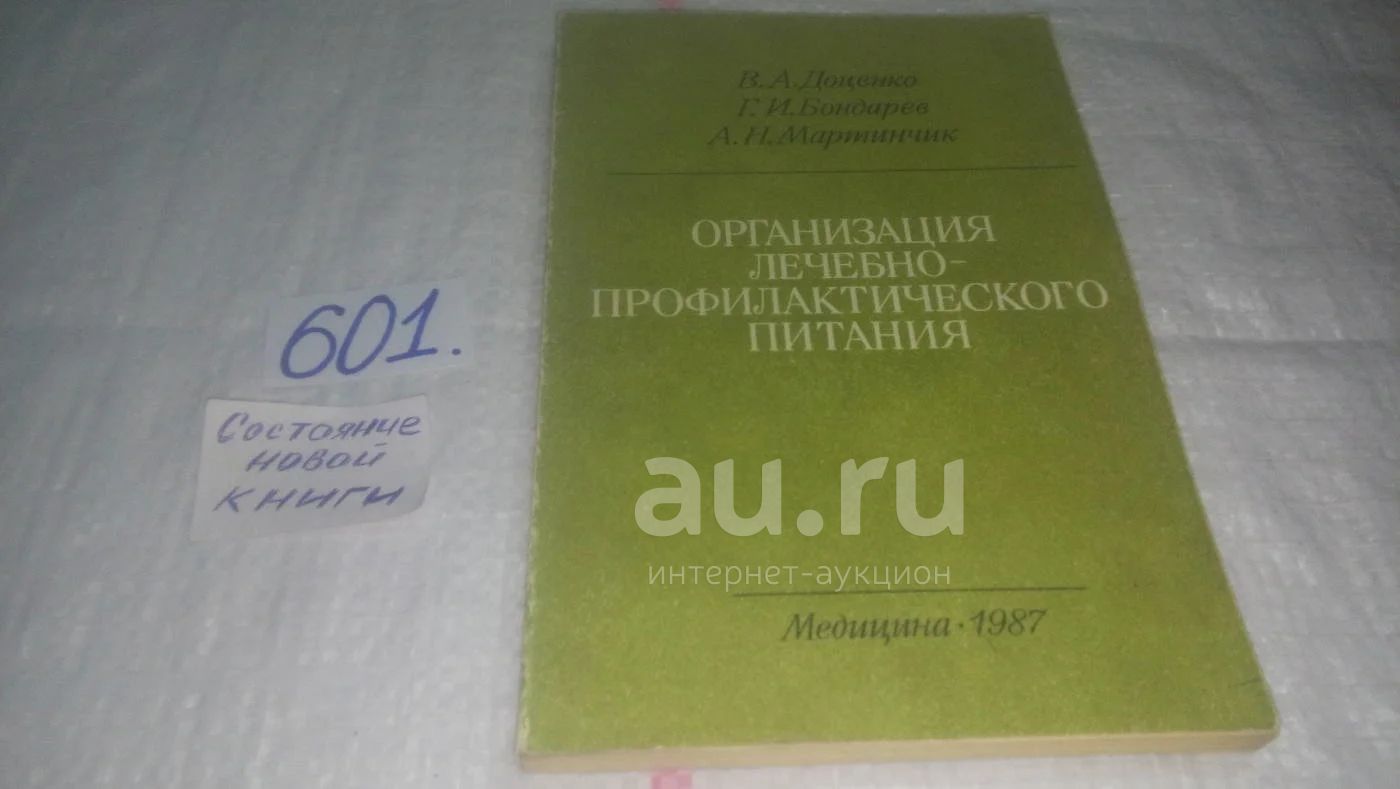 В. А. Доценко
Г. И. Бондарев
А. Н. Мартинчик
ОРГАНИЗАЦИЯ
ЛЕЧЕБНО-
ПРОФИЛАКТИЧЕСКОГО
ПИТАНИЯ
Медицина · 1987
601.
Состояние
новой
книги
au.ru
интернет-аукцион